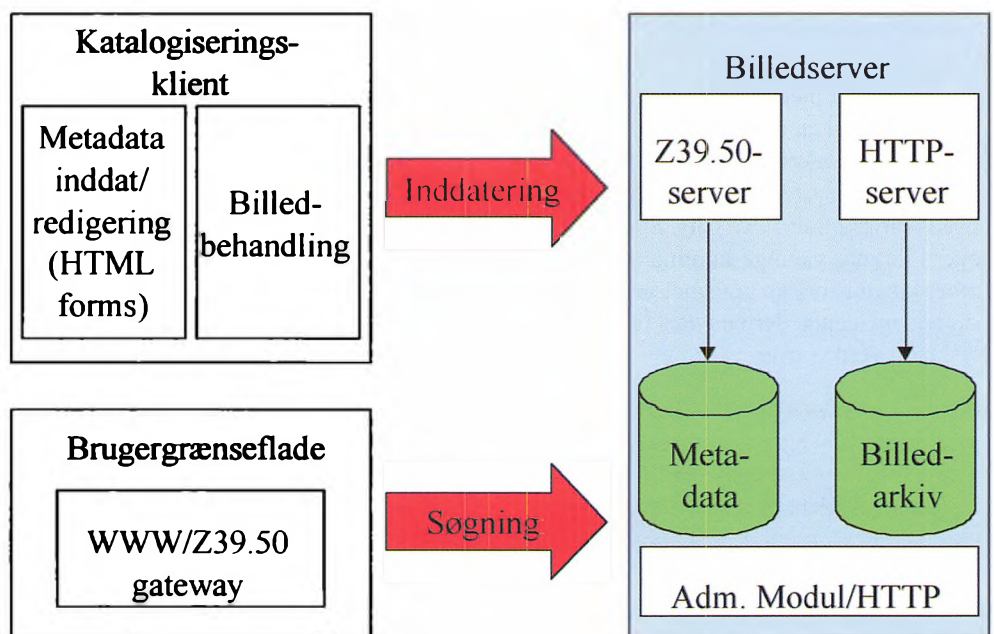 Katalogiserings-
klient
Metadata
inddat/
redigering
(HTML
forms)
Billed-
behandling
Inddatering
Billedserver
Z39.50-
server
HTTP-
server
Meta-
data
Billed-
arkiv
Adm. Modul/HTTP
Brugergrænseflade
WWW/Z39.50
gateway
Søgning